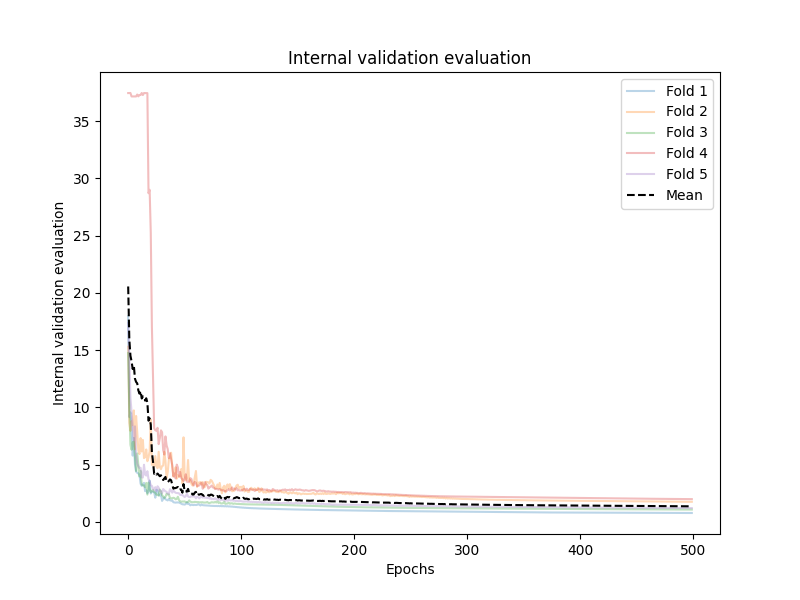 Internal validation evaluation
Internal validation evaluation
35
30
25
20
15
10
5
0
Fold 1
Fold 2
Fold 3
Fold 4
Fold 5
Mean
0 100 200 300 400 500
Epochs